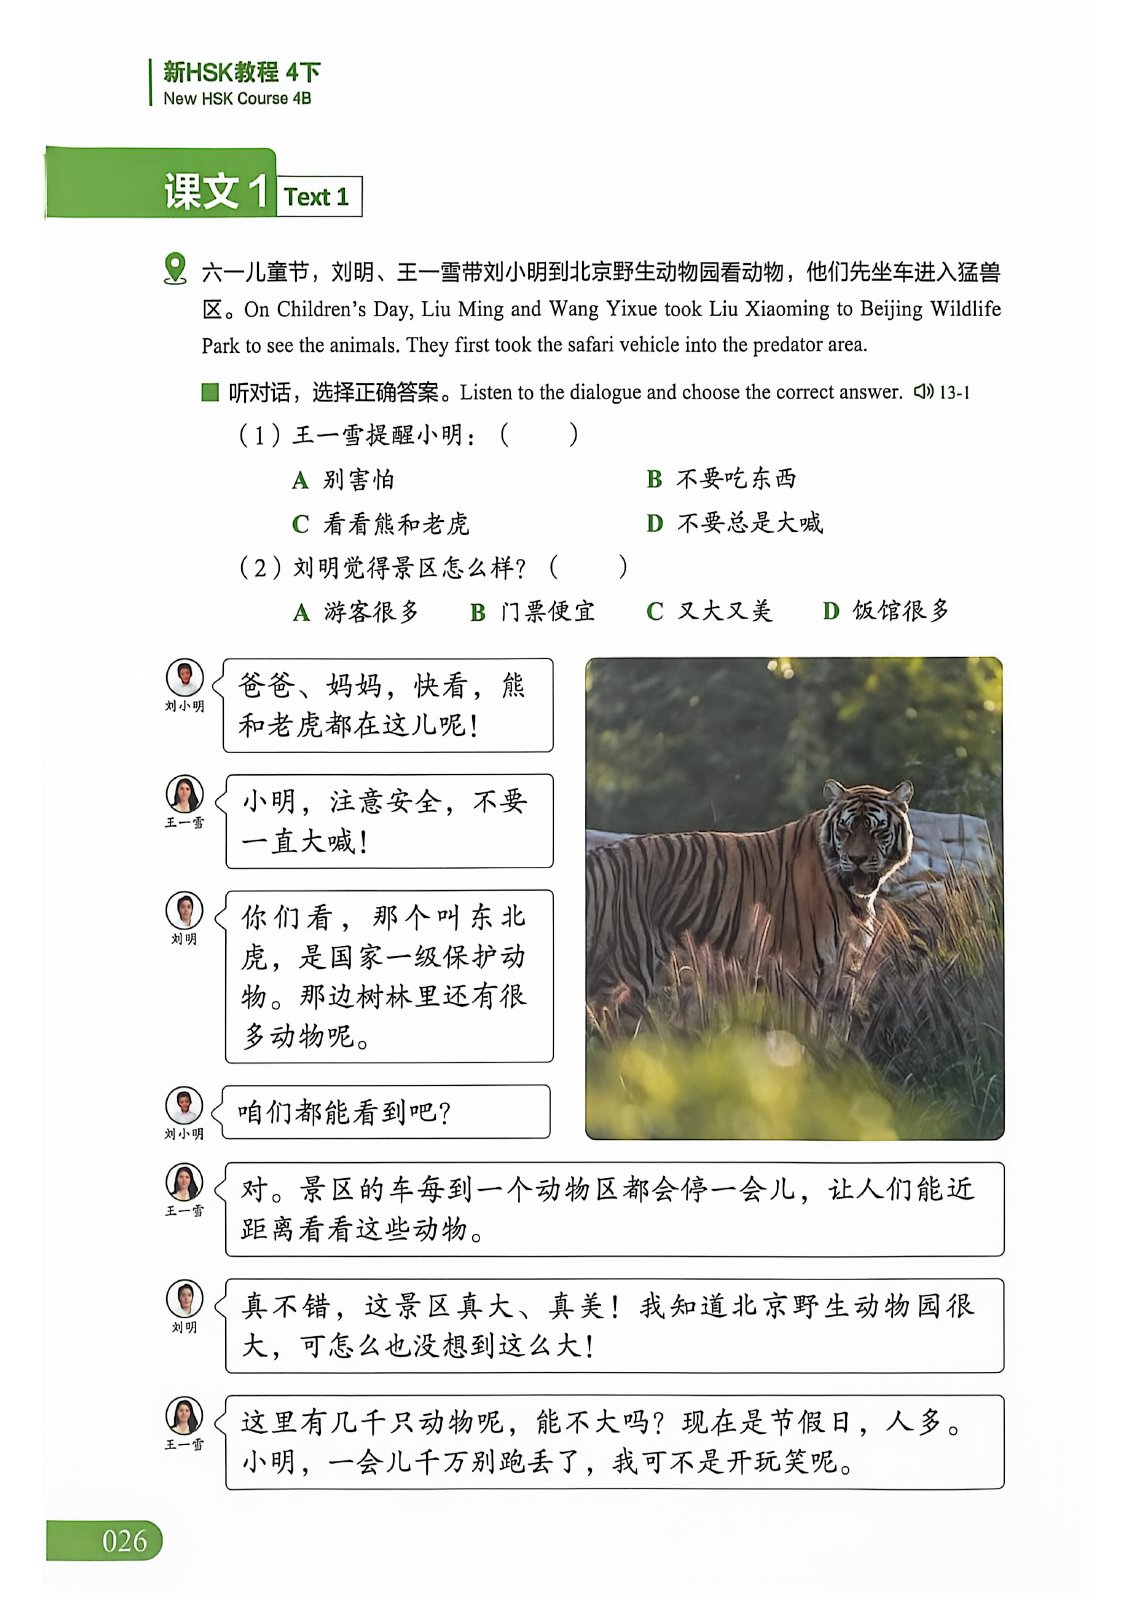 新HSK教程 4下
New HSK Course 4B
课文 1 Text 1
六一儿童节，刘明、王一雪带刘小明到北京野生动物园看动物，他们先坐车进入猛兽
区。On Children's Day, Liu Ming and Wang Yixue took Liu Xiaoming to Beijing Wildlife
Park to see the animals. They first took the safari vehicle into the predator area.
听对话，选择正确答案。Listen to the dialogue and choose the correct answer. 13-1
（1）王一雪提醒小明：（ ）
A 别害怕 B 不要吃东西
C 看看熊和老虎 D 不要总是大喊
（2）刘明觉得景区怎么样？（ ）
A 游客很多 B 门票便宜 C 又大又美 D 饭馆很多
刘小明
爸爸、妈妈，快看，熊
和老虎都在这儿呢！
王一雪
小明，注意安全，不要
一直大喊！
刘明
你们看，那个叫东北
虎，是国家一级保护动
物。那边树林里还有很
多动物呢。
刘小明
咱们都能看到吧？
王一雪
对。景区的车每到一个动物区都会停一会儿，让人们能近
距离看看这些动物。
刘明
真不错，这景区真大、真美！我知道北京野生动物园很
大，可怎么也没想到这么大！
王一雪
这里有几千只动物呢，能不大吗？现在是节假日，人多。
小明，一会儿千万别跑丢了，我可不是开玩笑呢。
026